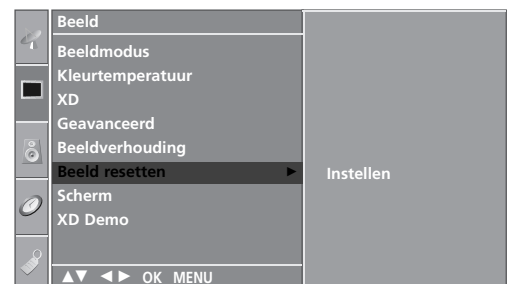 Beeld
Beeldmodus
Kleurtemperatuur
XD
Geavanceerd
Beeldverhouding
Beeld resetten ►
Instellen
Scherm
XD Demo
▲▼ ◄► OK MENU